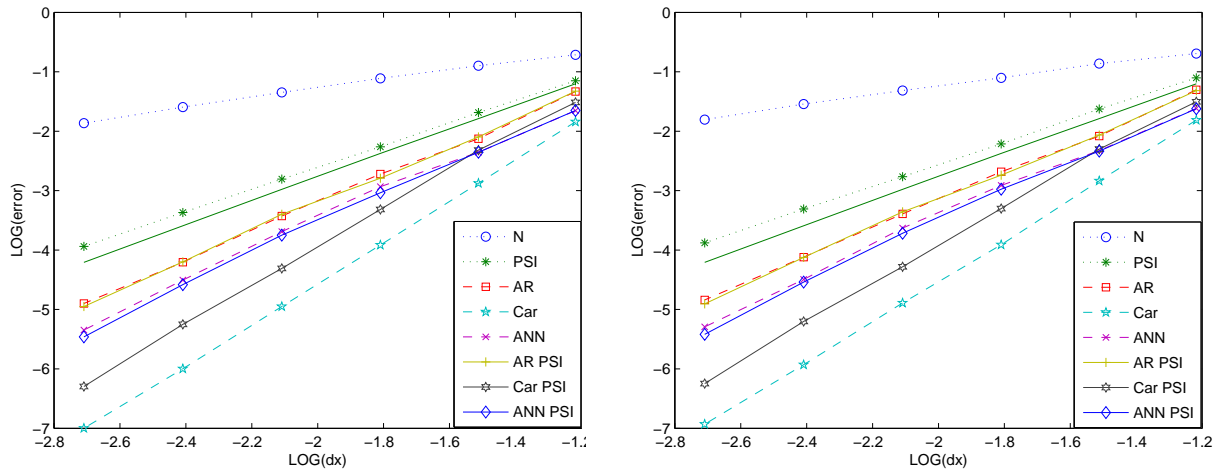 0
−1
−2
−3
−4
−5
−6
−7
−2.8
−2.6
−2.4
−2.2
−2
−1.8
−1.6
−1.4
−1.2
LOG(dx)
LOG(error)
N
PSI
AR
Car
ANN
AR PSI
Car PSI
ANN PSI
0
−1
−2
−3
−4
−5
−6
−7
−2.8
−2.6
−2.4
−2.2
−2
−1.8
−1.6
−1.4
−1.2
LOG(dx)
LOG(error)
N
PSI
AR
Car
ANN
AR PSI
Car PSI
ANN PSI